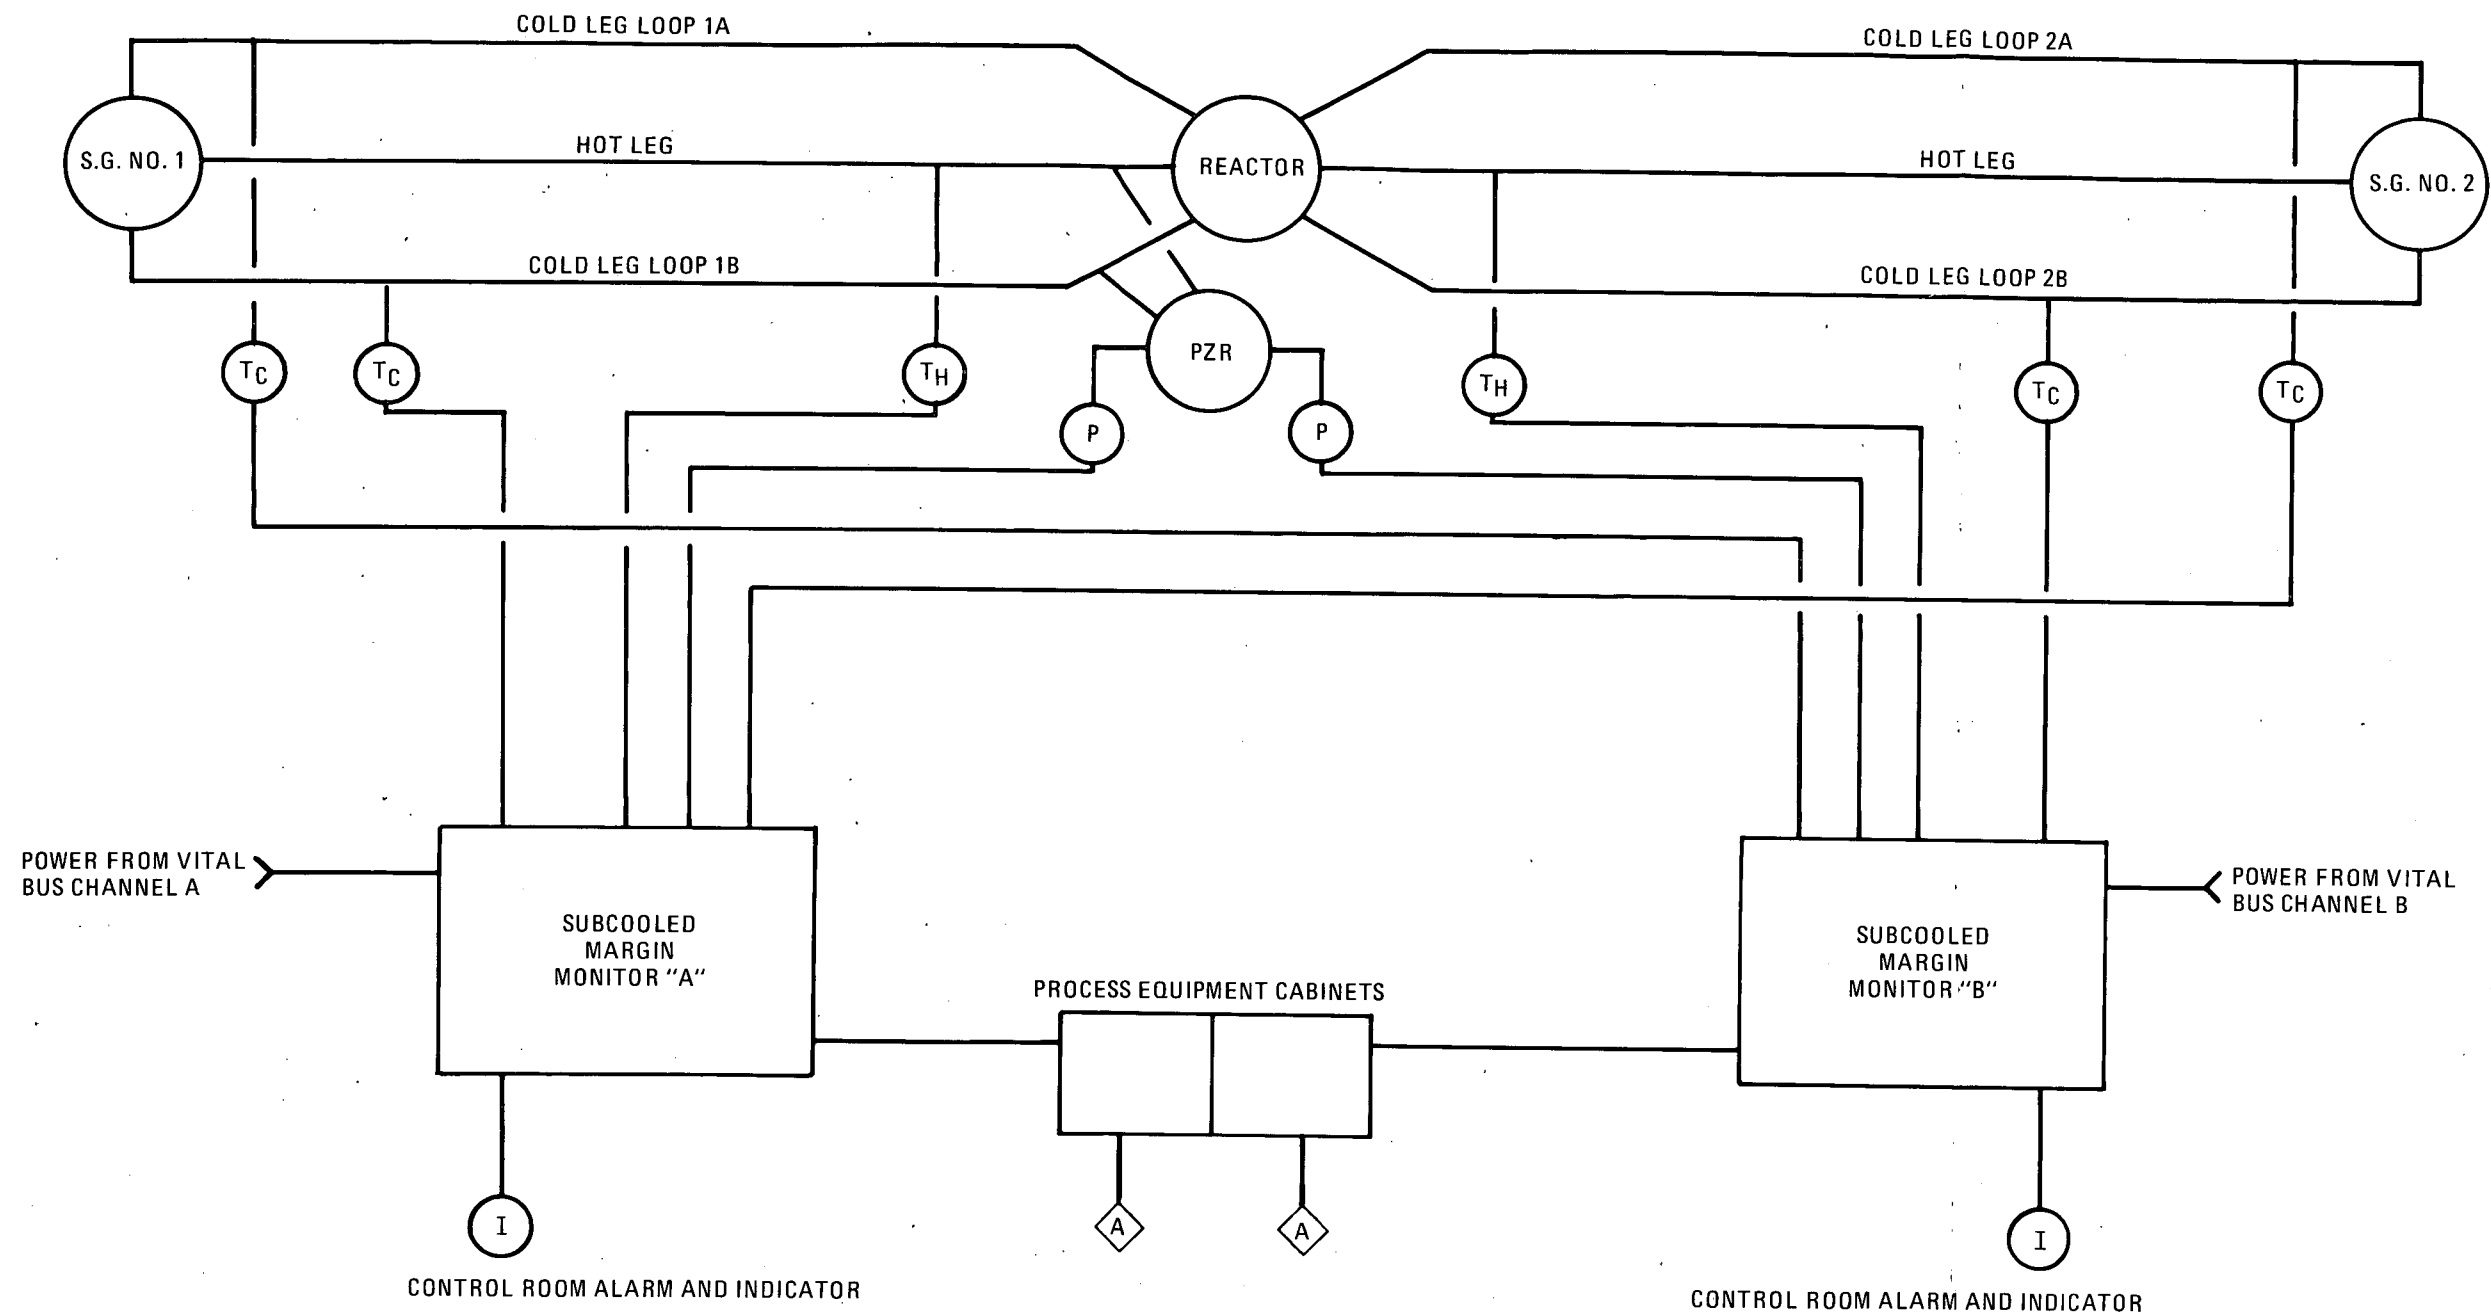 COLD LEG LOOP 1A
COLD LEG LOOP 2A
S.G. NO. 1
HOT LEG
REACTOR
HOT LEG
S.G. NO. 2
COLD LEG LOOP 1B
COLD LEG LOOP 2B
TC
TC
TH
PZR
TH
TC
TC
P
P
POWER FROM VITAL
BUS CHANNEL A
SUBCOOLED
MARGIN
MONITOR "A"
SUBCOOLED
MARGIN
MONITOR "B"
POWER FROM VITAL
BUS CHANNEL B
PROCESS EQUIPMENT CABINETS
I
A
A
I
CONTROL ROOM ALARM AND INDICATOR
CONTROL ROOM ALARM AND INDICATOR